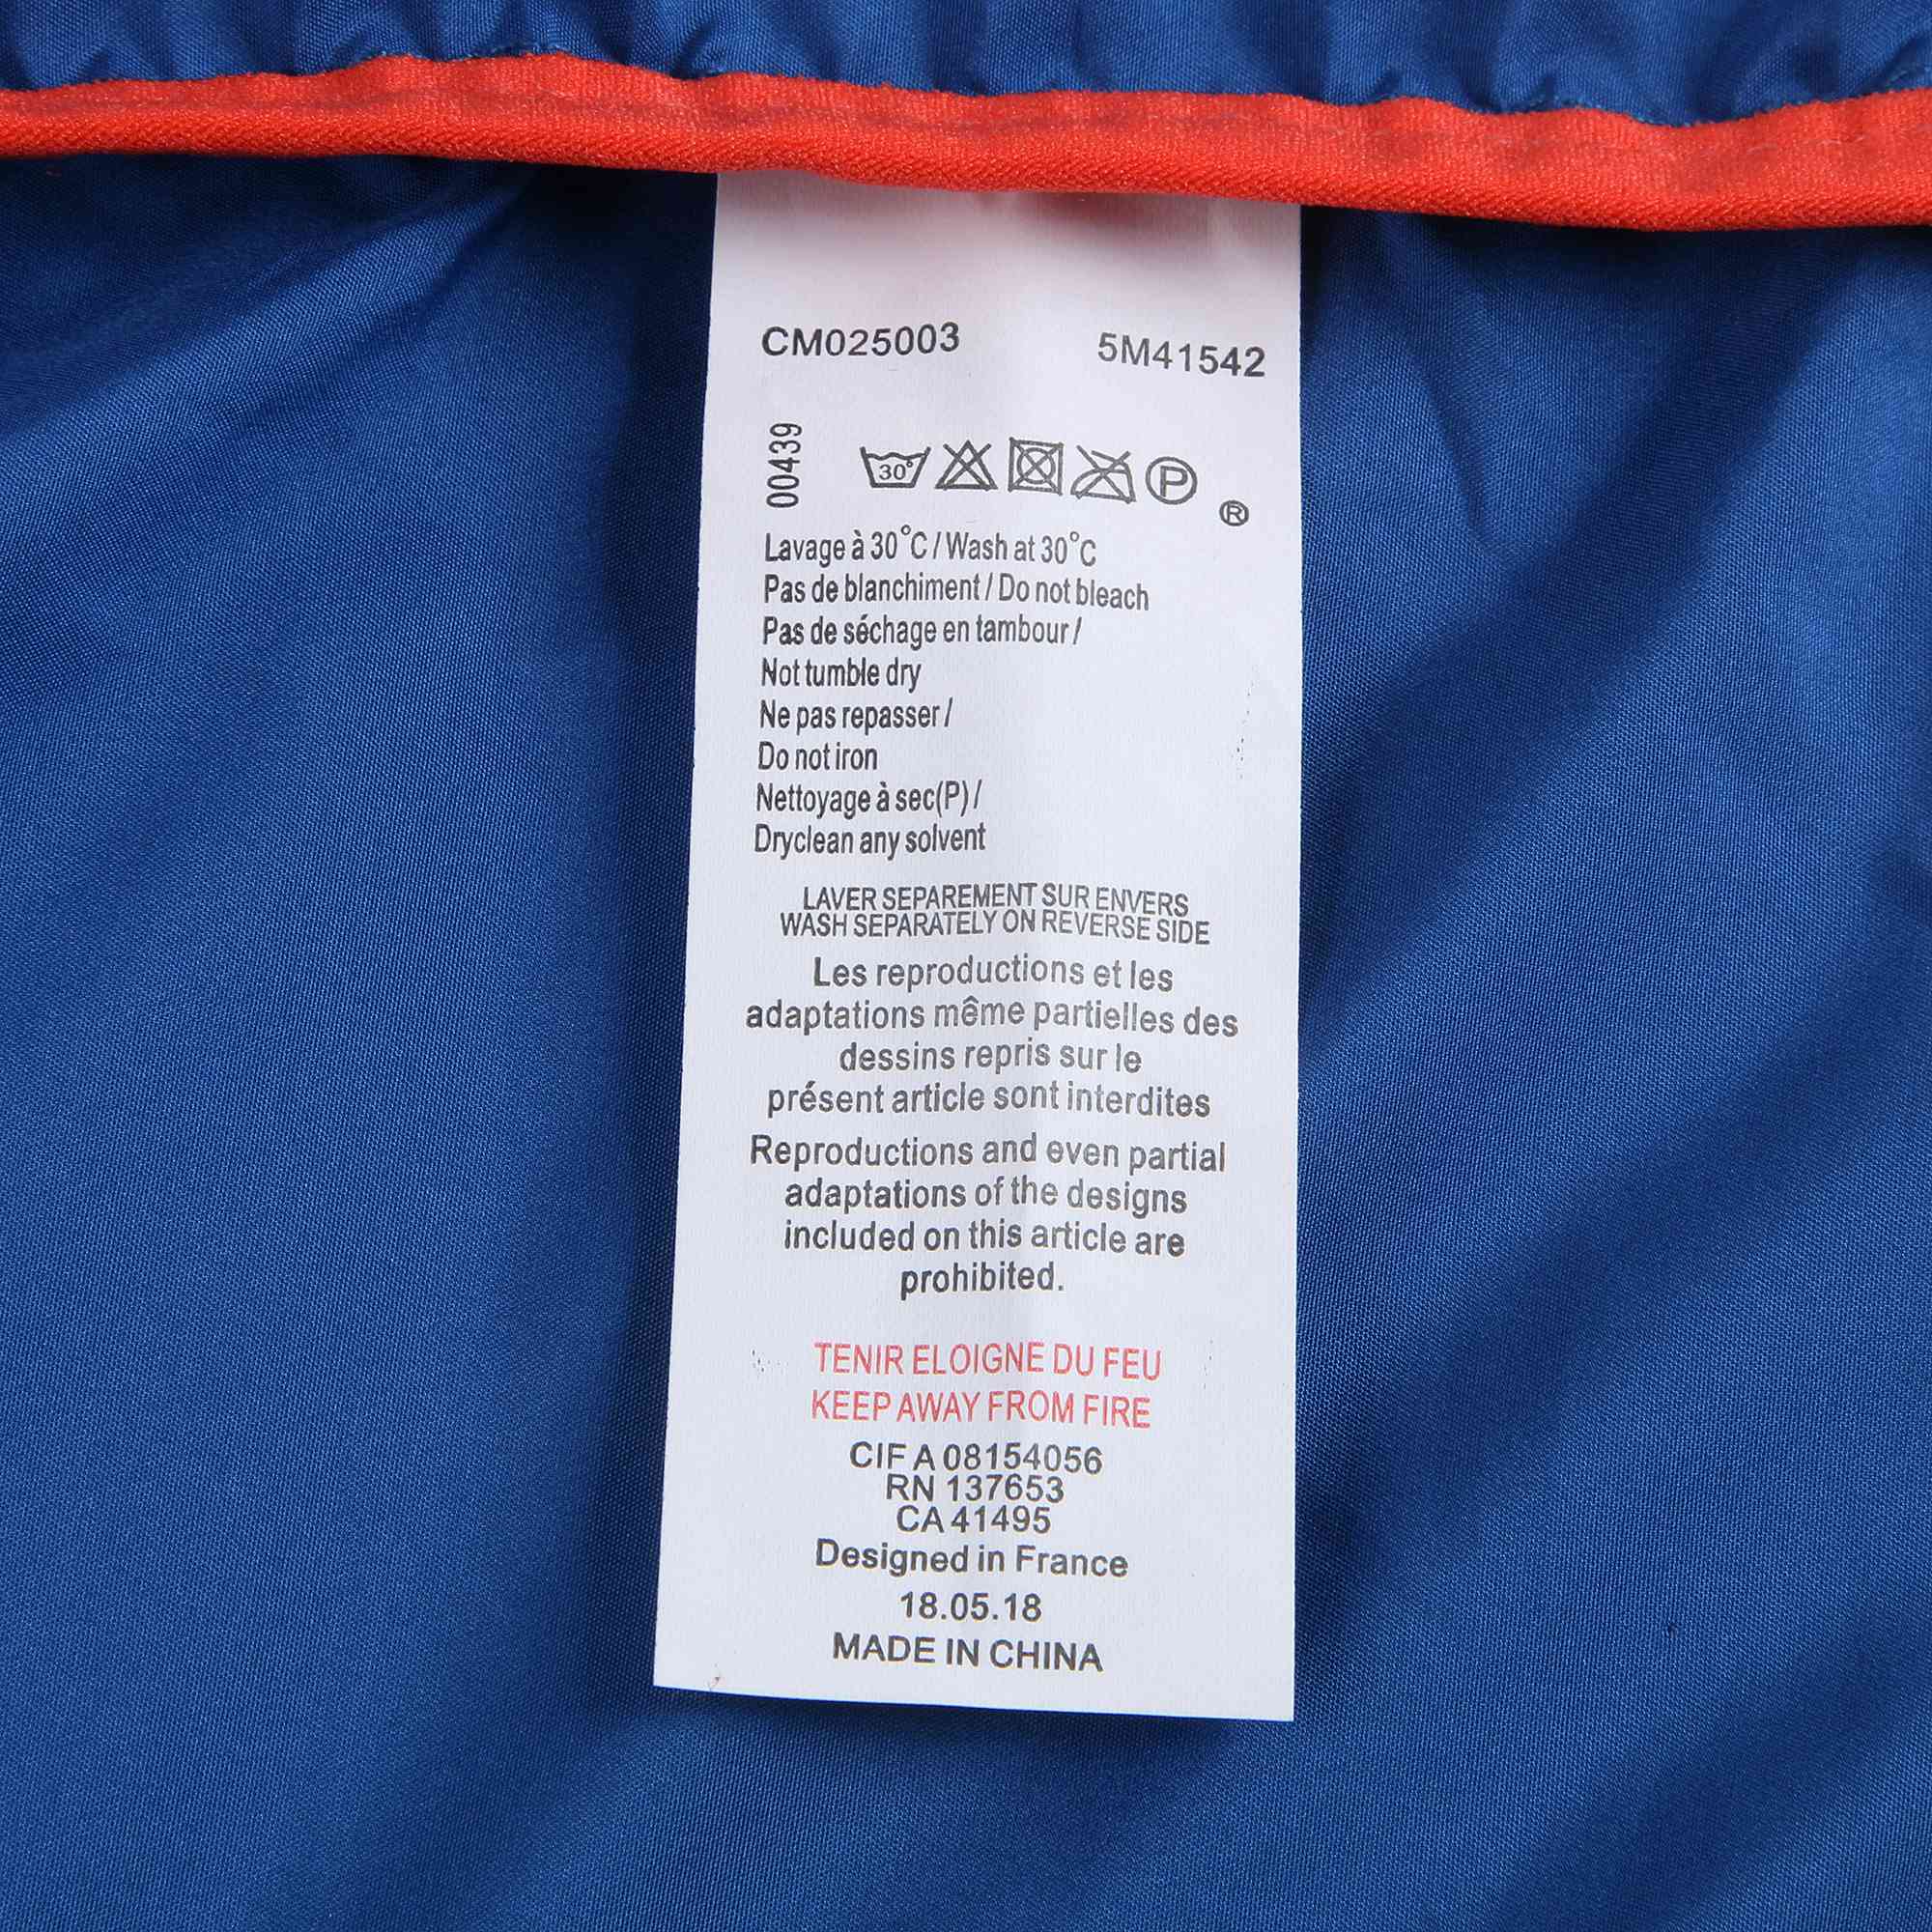 CM025003 5M41542
00439
30° P ®
Lavage à 30°C / Wash at 30°C
Pas de blanchiment / Do not bleach
Pas de séchage en tambour /
Not tumble dry
Ne pas repasser /
Do not iron
Nettoyage à sec(P) /
Dryclean any solvent
LAVER SEPAREMENT SUR ENVERS
WASH SEPARATELY ON REVERSE SIDE
Les reproductions et les
adaptations même partielles des
dessins repris sur le
présent article sont interdites
Reproductions and even partial
adaptations of the designs
included on this article are
prohibited.
TENIR ELOIGNE DU FEU
KEEP AWAY FROM FIRE
CIF A 08154056
RN 137653
CA 41495
Designed in France
18.05.18
MADE IN CHINA